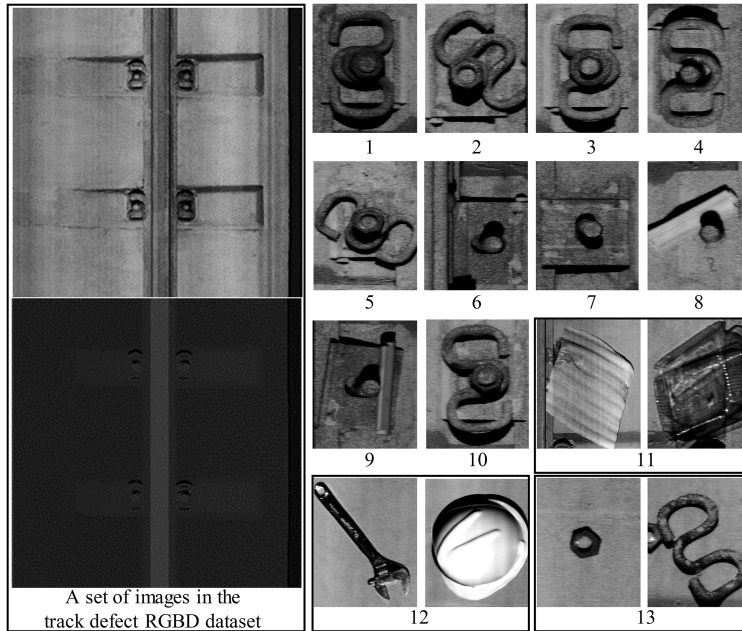 1 2 3 4
5 6 7 8
9 10 11
A set of images in the
track defect RGBD dataset
12 13